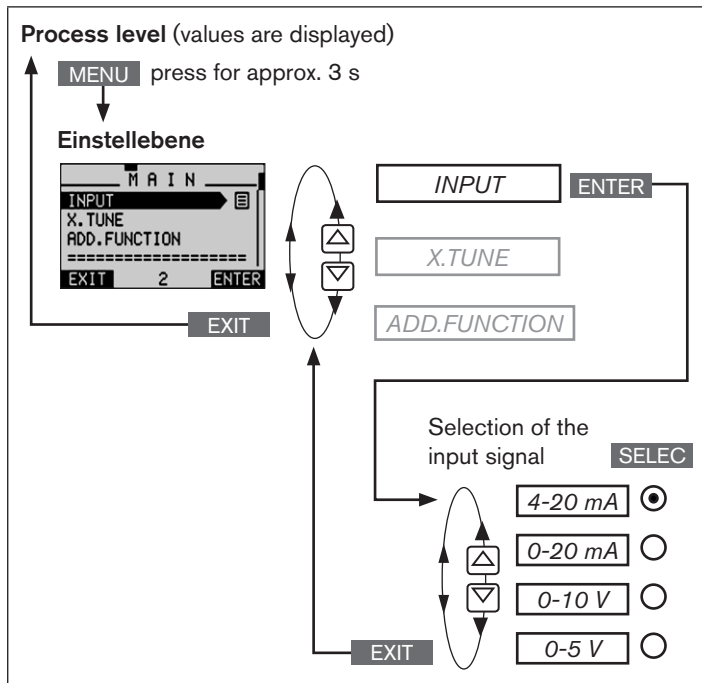 Process level (values are displayed)
MENU press for approx. 3 s
Einstellebene
MAIN
INPUT
X.TUNE
ADD.FUNCTION
====================
EXIT 2 ENTER
EXIT
INPUT ENTER
X.TUNE
ADD.FUNCTION
Selection of the
input signal SELEC
4-20 mA
0-20 mA
0-10 V
0-5 V
EXIT